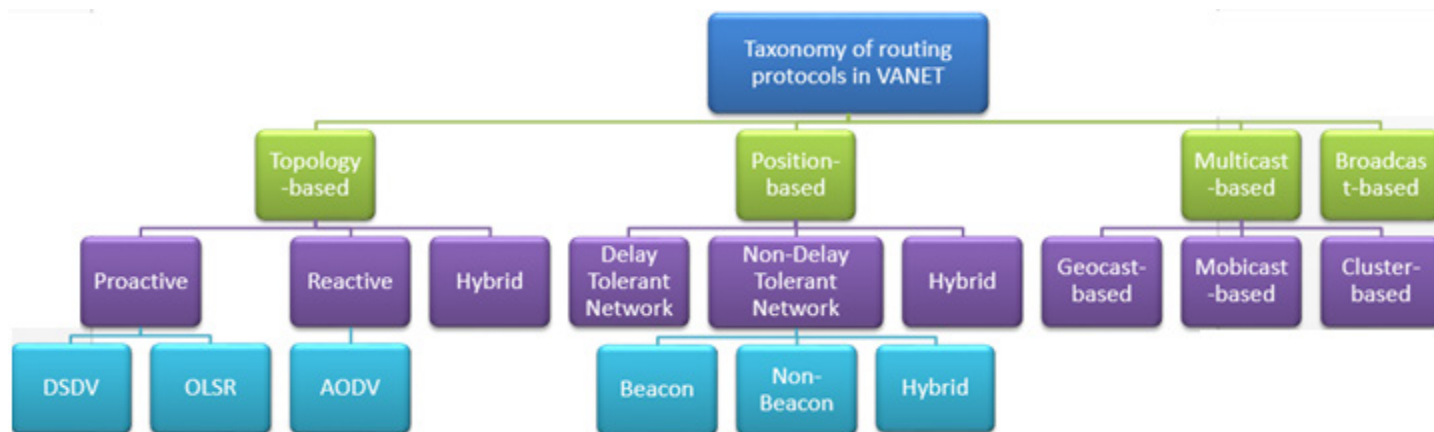 Taxonomy of routing
protocols in VANET
Topology
-based
Position-
based
Multicast
-based
Broadcas
t-based
Proactive
Reactive
Hybrid
Delay
Tolerant
Network
Non-Delay
Tolerant
Network
Hybrid
Geocast-
based
Mobicast
-based
Cluster-
based
DSDV
OLSR
AODV
Beacon
Non-
Beacon
Hybrid